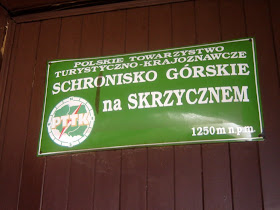 POLSKIE TOWARZYSTWO
TURYSTYCZNO-KRAJOZNAWCZE
SCHRONISKO GÓRSKIE
na SKRZYCZNEM
PTTK
1250 m n.p.m.